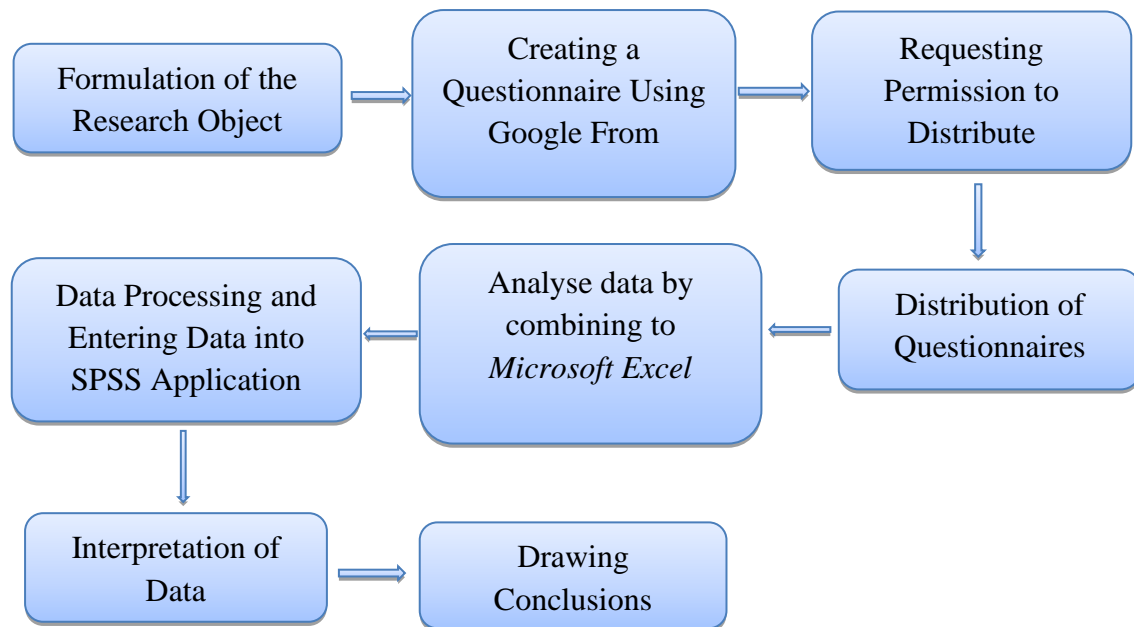 Formulation of the
Research Object
Creating a
Questionnaire Using
Google From
Requesting
Permission to
Distribute
Distribution of
Questionnaires
Analyse data by
combining to
Microsoft Excel
Data Processing and
Entering Data into
SPSS Application
Interpretation of
Data
Drawing
Conclusions